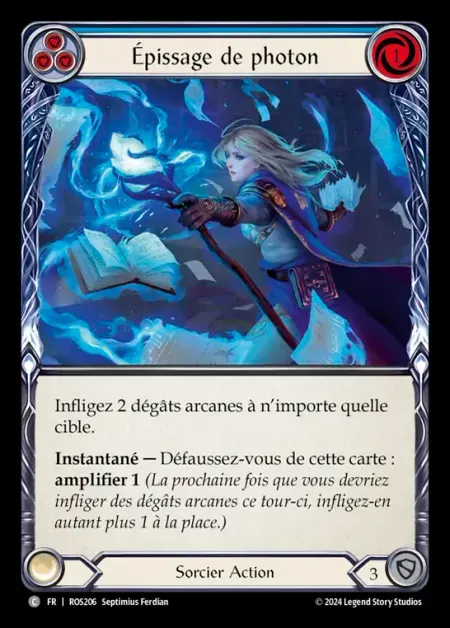 Épissage de photon
1
Infligez 2 dégâts arcanes à n'importe quelle
cible.
Instantané — Défaussez-vous de cette carte :
amplifier 1 (La prochaine fois que vous devriez
infliger des dégâts arcanes ce tour-ci, infligez-en
autant plus 1 à la place.)
Sorcier Action
3
C FR | ROS206 Septimius Ferdian
© 2024 Legend Story Studios